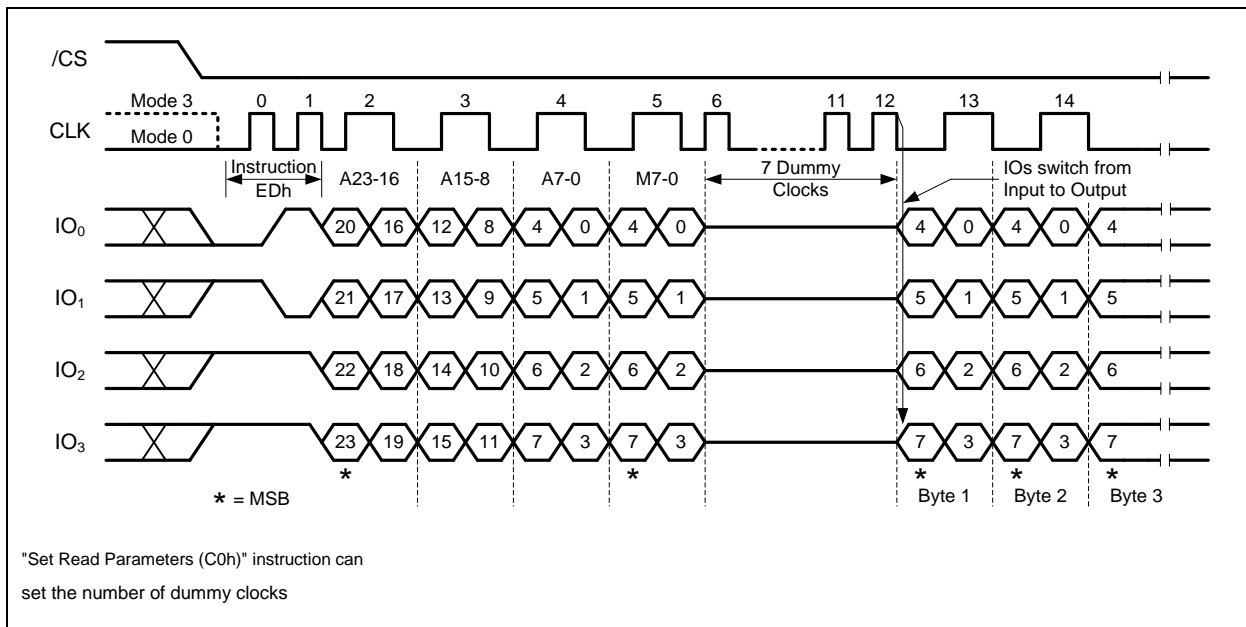 /CS
Mode 3 0 1 2 3 4 5 6 11 12 13 14
CLK
Mode 0
Instruction 7 Dummy IOs switch from
A23-16 A15-8 A7-0 M7-0
EDh Clocks Input to Output
IO0 20 16 12 8 4 0 4 0 4 0 4 0 4
IO1 21 17 13 9 5 1 5 1 5 1 5 1 5
IO2 22 18 14 10 6 2 6 2 6 2 6 2 6
IO3 23 19 15 11 7 3 7 3 7 3 7 3 7
* * * * *
* = MSB Byte 1 Byte 2 Byte 3
"Set Read Parameters (C0h)" instruction can
set the number of dummy clocks